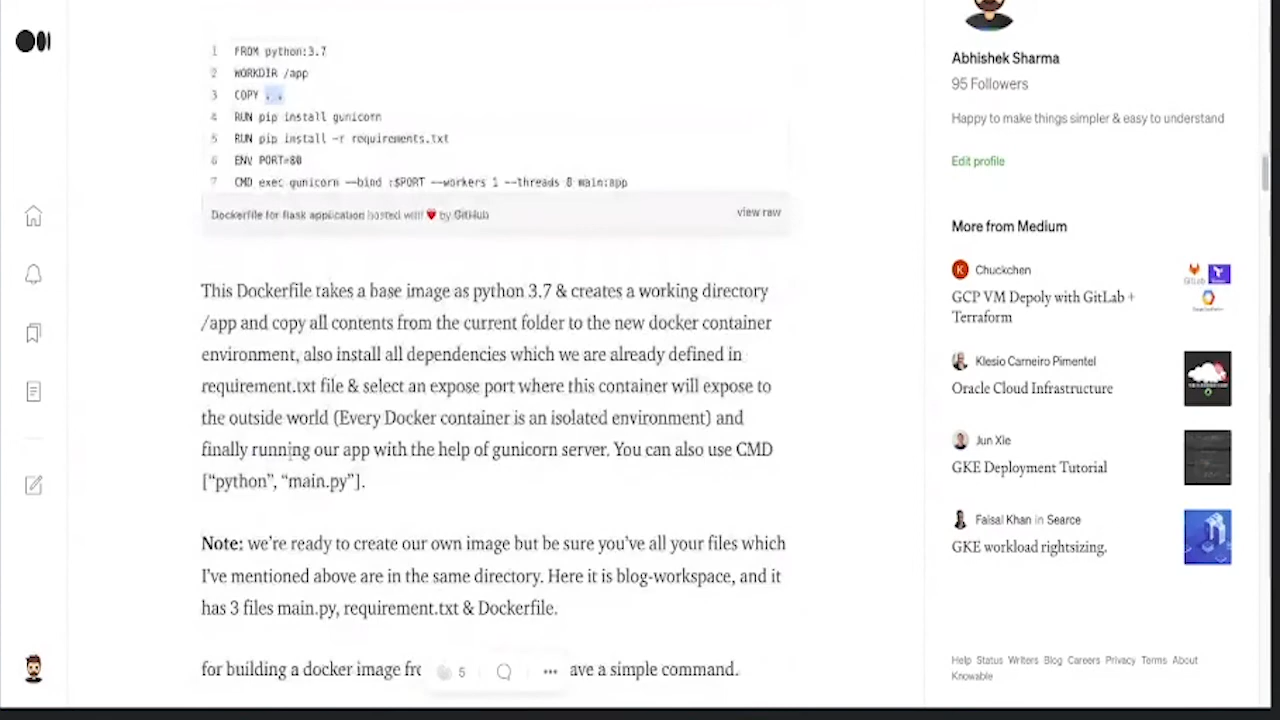 1 FROM python:3.7
2 WORKDIR /app
3 COPY . .
4 RUN pip install gunicorn
5 RUN pip install -r requirements.txt
6 ENV PORT=80
7 CMD exec gunicorn --bind :$PORT --workers 1 --threads 8 main:app
Dockerfile for flask application hosted with ❤ by GitHub
view raw
This Dockerfile takes a base image as python 3.7 & creates a working directory
/app and copy all contents from the current folder to the new docker container
environment, also install all dependencies which we are already defined in
requirement.txt file & select an expose port where this container will expose to
the outside world (Every Docker container is an isolated environment) and
finally running our app with the help of gunicorn server. You can also use CMD
[“python”, “main.py”].
Note: we’re ready to create our own image but be sure you’ve all your files which
I’ve mentioned above are in the same directory. Here it is blog-workspace, and it
has 3 files main.py, requirement.txt & Dockerfile.
for building a docker image fr
5
ave a simple command.
Abhishek Sharma
95 Followers
Happy to make things simpler & easy to understand
Edit profile
More from Medium
K
Chuckchen
GCP VM Depoly with GitLab +
Terraform
Klesio Carneiro Pimentel
Oracle Cloud Infrastructure
Jun Xie
GKE Deployment Tutorial
Faisal Khan in Searce
GKE workload rightsizing.
Help Status Writers Blog Careers Privacy Terms About
Knowable